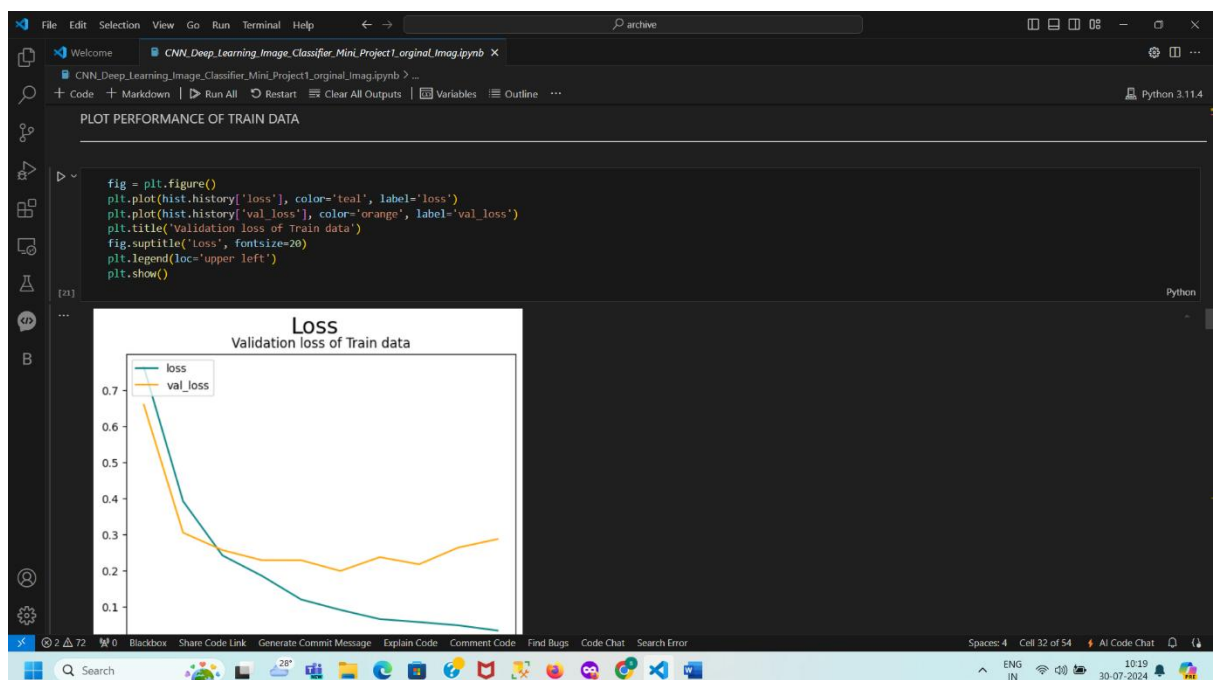 File Edit Selection View Go Run Terminal Help archive
Welcome CNN_Deep_Learning_Image_Classifier_Mini_Project1_orginal_Imag.ipynb
CNN_Deep_Learning_Image_Classifier_Mini_Project1_orginal_Imag.ipynb > ...
+ Code + Markdown | Run All Restart Clear All Outputs | Variables Outline ... Python 3.11.4
PLOT PERFORMANCE OF TRAIN DATA
fig = plt.figure()
plt.plot(hist.history['loss'], color='teal', label='loss')
plt.plot(hist.history['val_loss'], color='orange', label='val_loss')
plt.title('Validation loss of Train data')
fig.suptitle('Loss', fontsize=20)
plt.legend(loc='upper left')
plt.show()
[21] Python
...
Loss
Validation loss of Train data
loss
val_loss
0.7
0.6
0.5
0.4
0.3
0.2
0.1
B
2 72 0 Blackbox Share Code Link Generate Commit Message Explain Code Comment Code Find Bugs Code Chat Search Error Spaces: 4 Cell 32 of 54 AI Code Chat
Search 28° ENG 10:19
IN 30-07-2024 PRE